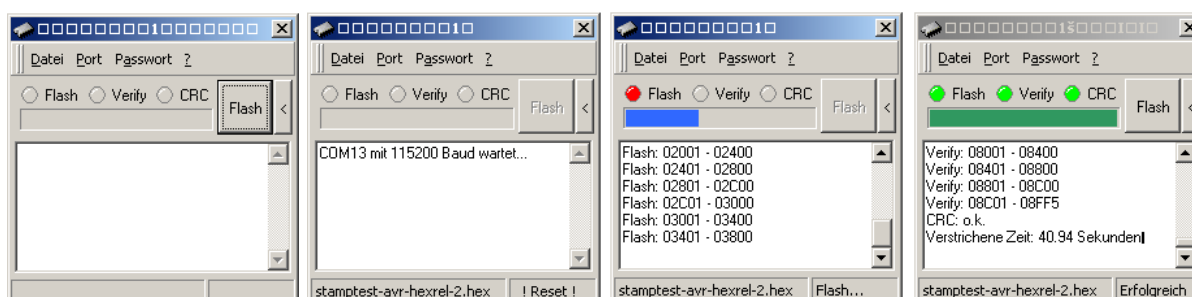 Datei Port Passwort ?
Flash Verify CRC
Flash <
Datei Port Passwort ?
Flash Verify CRC
Flash <
COM13 mit 115200 Baud wartet...
stamptest-avr-hexrel-2.hex ! Reset !
Datei Port Passwort ?
Flash Verify CRC
Flash <
Flash: 02001 - 02400
Flash: 02401 - 02800
Flash: 02801 - 02C00
Flash: 02C01 - 03000
Flash: 03001 - 03400
Flash: 03401 - 03800
stamptest-avr-hexrel-2.hex Flash...
Datei Port Passwort ?
Flash Verify CRC
Flash <
Verify: 08001 - 08400
Verify: 08401 - 08800
Verify: 08801 - 08C00
Verify: 08C01 - 08FF5
CRC: o.k.
Verstrichene Zeit: 40.94 Sekunden
stamptest-avr-hexrel-2.hex Erfolgreich